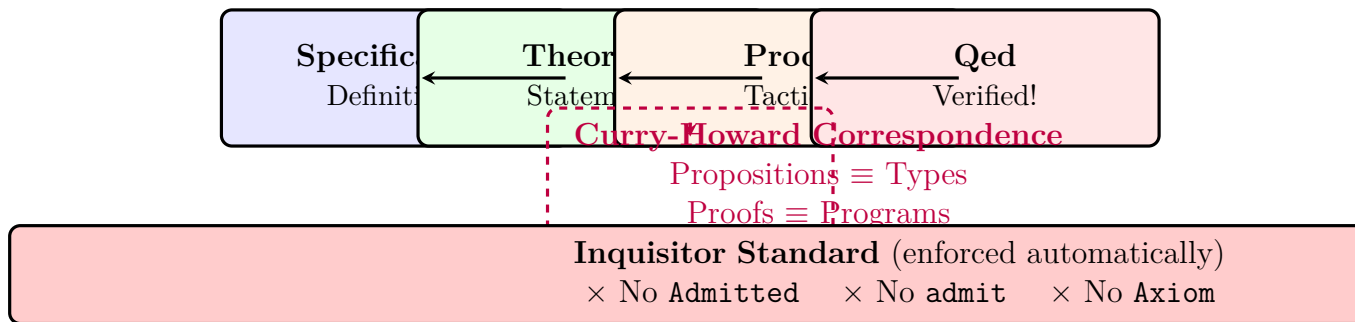 Specific
Definiti
Theor
Statem
Proo
Tacti
Qed
Verified!
Curry-Howard Correspondence
Propositions ≡ Types
Proofs ≡ Programs
Inquisitor Standard (enforced automatically)
× No Admitted × No admit × No Axiom